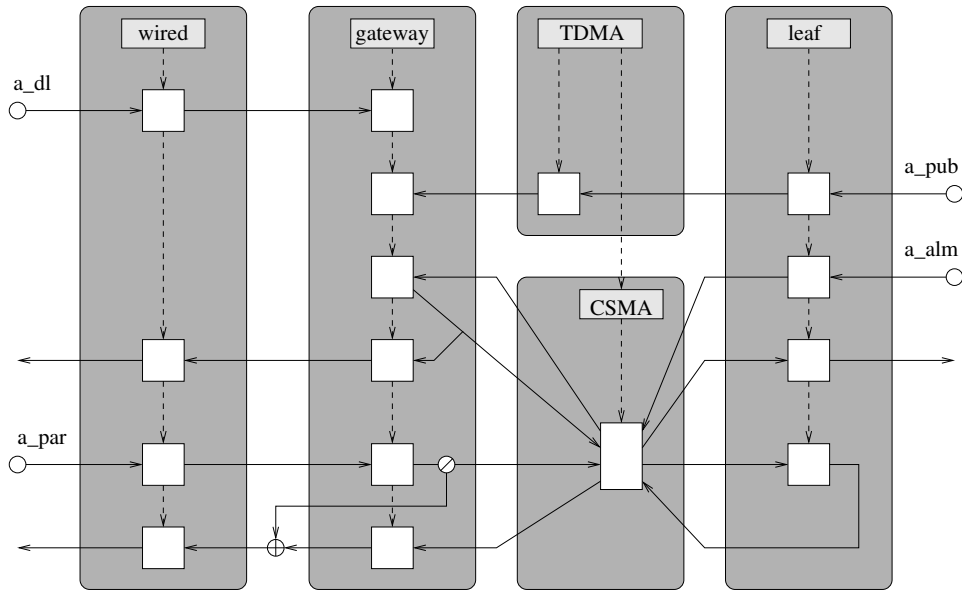 wired
gateway
TDMA
leaf
a_dl
a_pub
a_alm
CSMA
a_par